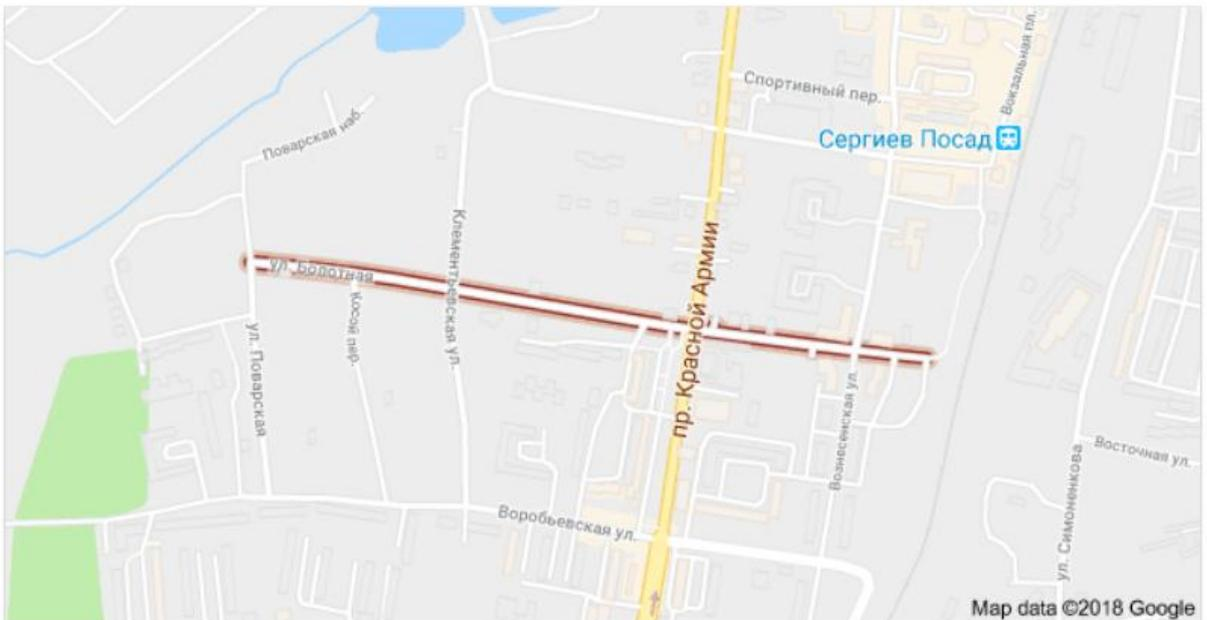 Спортивный пер.
Вокзальная пл.
Сергиев Посад
Поварская наб.
Клементьевская ул.
пр. Красной Армии
ул. Болотная
Косой пер.
ул. Поварская
Вознесенская ул.
Восточная ул.
ул. Симоненкова
Воробьевская ул.
Map data ©2018 Google